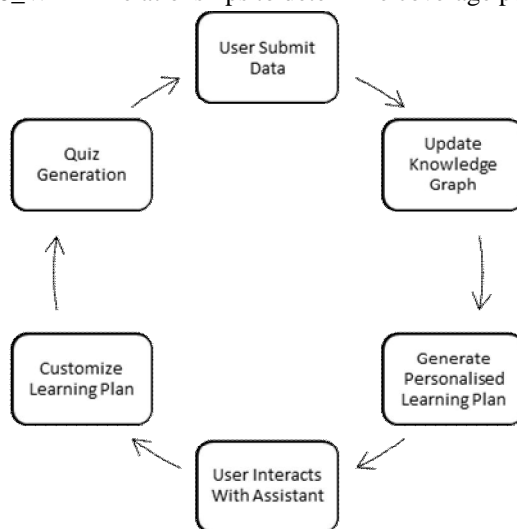 User Submit
Data
Update
Knowledge
Graph
Generate
Personalised
Learning Plan
User Interacts
With Assistant
Customize
Learning Plan
Quiz
Generation